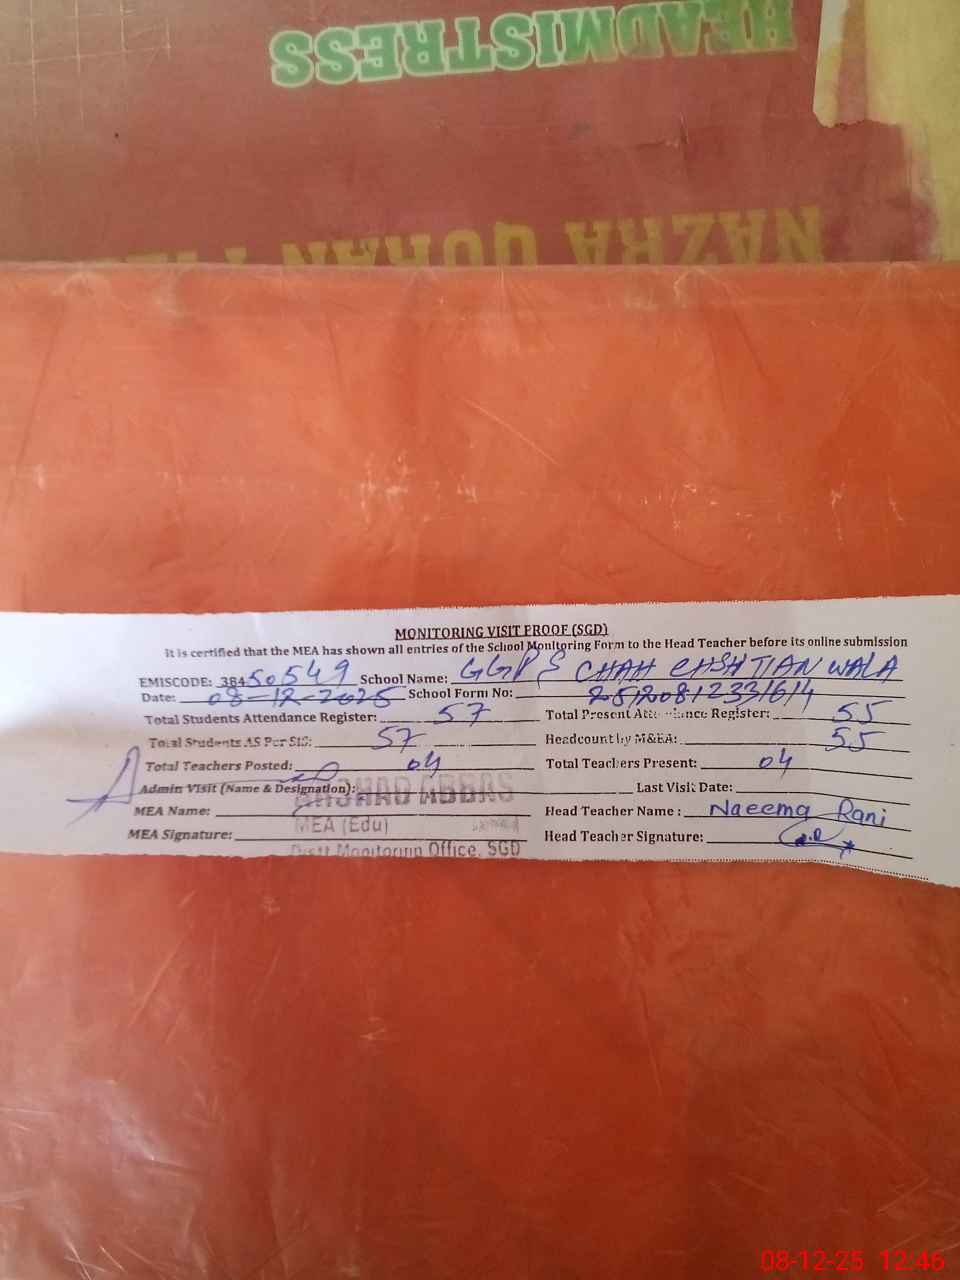 HEADMISTRESS
NAZRA QURAN
MONITORING VISIT PROOF (SGD)
It is certified that the MEA has shown all entries of the School Monitoring Form to the Head Teacher before its online submission
EMISCODE: 38450549 School Name: GGPS CHAH CHSHTIAN WALA
Date: 08-12-2025 School Form No: 25120812331614
Total Students Attendance Register: 57 Total Present Attendance Register: 55
Total Students AS Per SIS: 57 Headcount by M&EA: 55
Total Teachers Posted: 04 Total Teachers Present: 04
Admin Visit (Name & Designation): Last Visit Date:
MEA Name: ARSHAD ABBAS Head Teacher Name: Naeema Rani
MEA (Edu)
MEA Signature: Head Teacher Signature:
Distt Monitoring Office, SGD
08-12-25 12:46